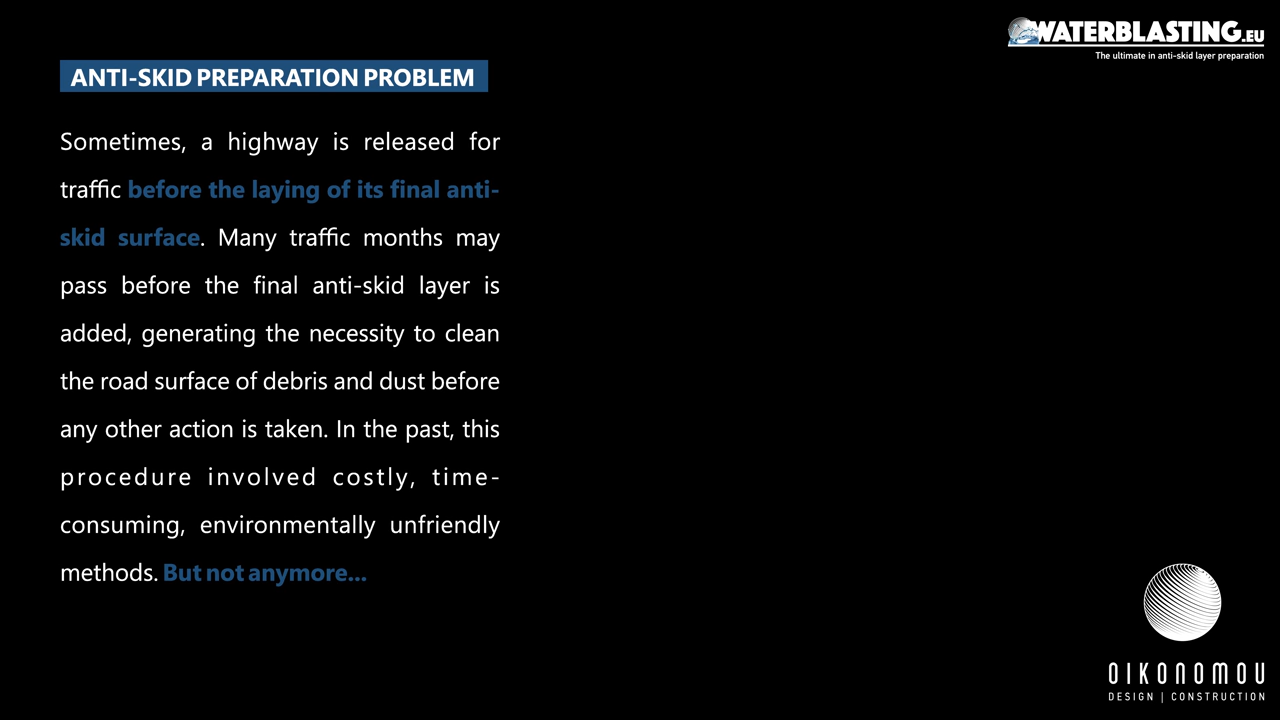 WATERBLASTING.EU
The ultimate in anti-skid layer preparation
ANTI-SKID PREPARATION PROBLEM
Sometimes, a highway is released for
traffic before the laying of its final anti-
skid surface. Many traffic months may
pass before the final anti-skid layer is
added, generating the necessity to clean
the road surface of debris and dust before
any other action is taken. In the past, this
procedure involved costly, time-
consuming, environmentally unfriendly
methods. But not anymore...
OIKONOMOU
DESIGN | CONSTRUCTION